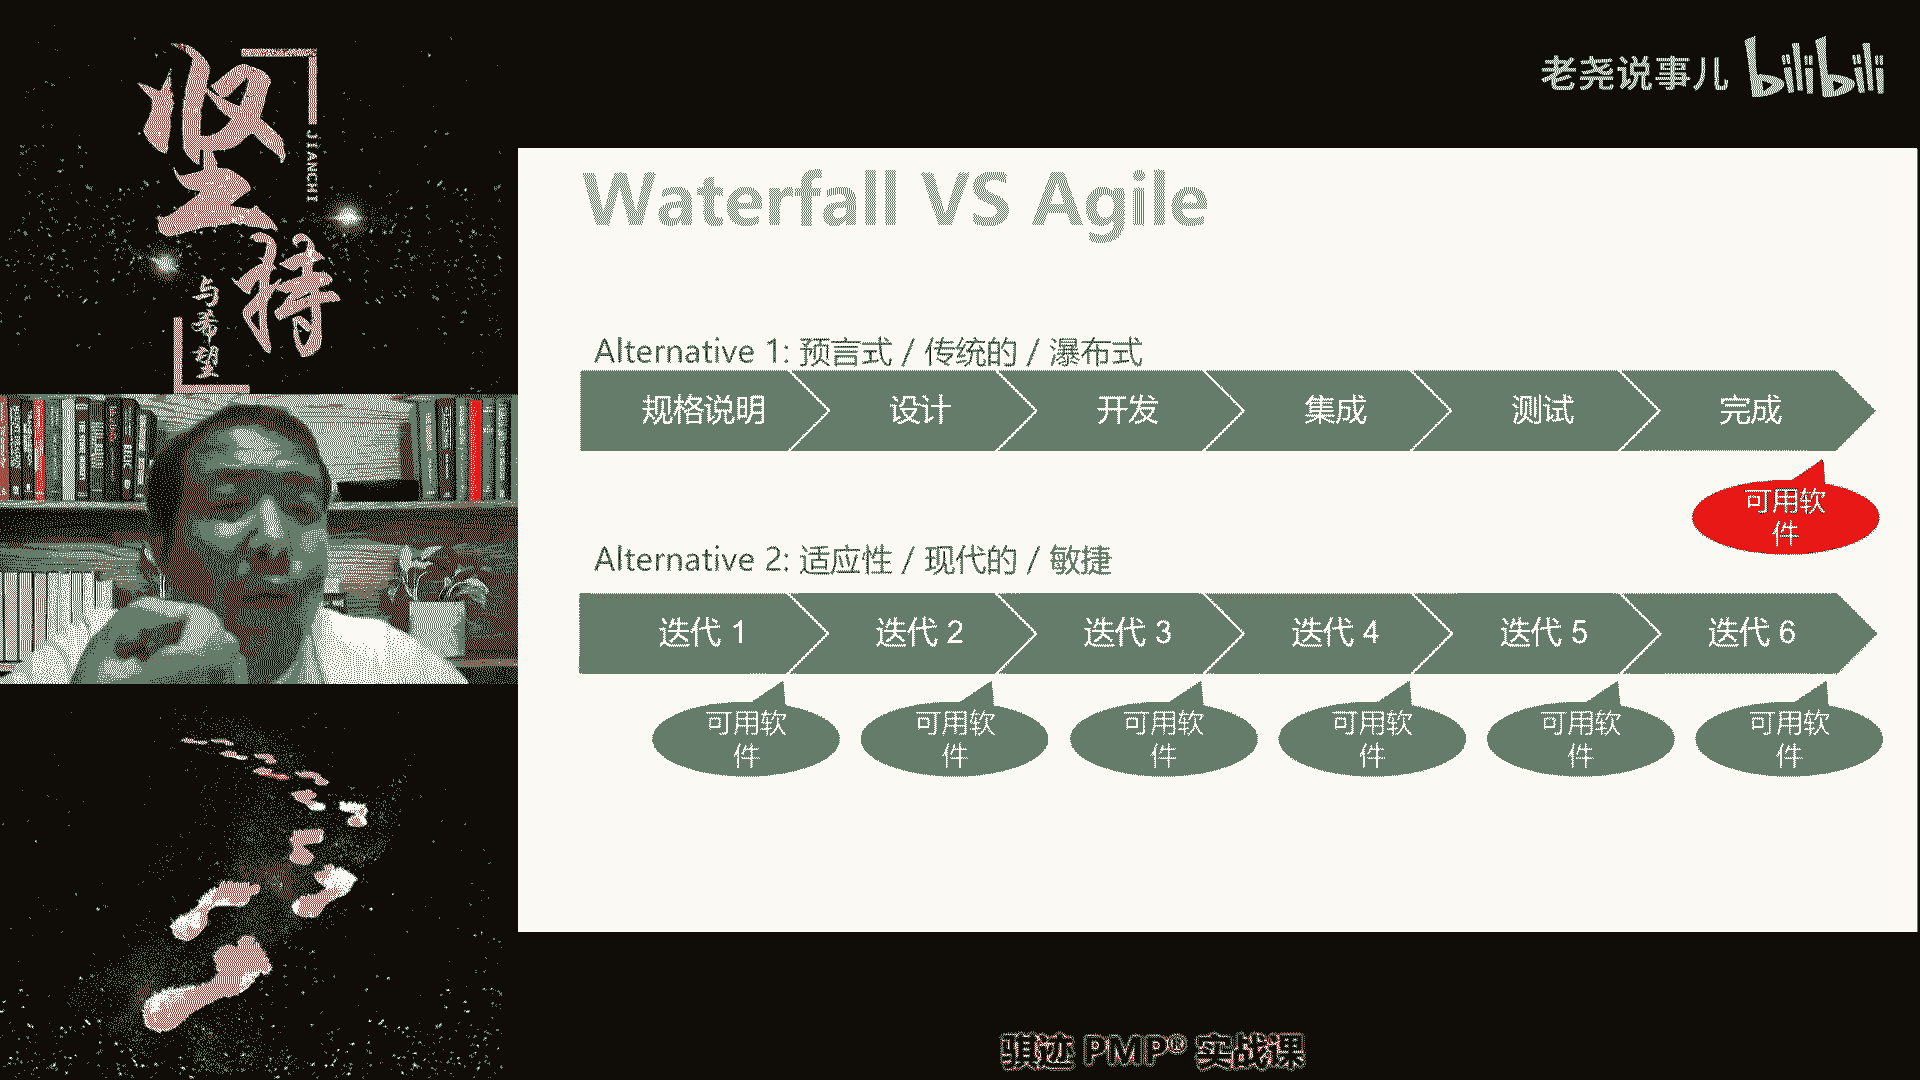 坚持
JIANCHI
与希望
老尧说事儿 bilibili
Waterfall VS Agile
Alternative 1: 预言式 / 传统的 / 瀑布式
规格说明 设计 开发 集成 测试 完成
可用软
件
Alternative 2: 适应性 / 现代的 / 敏捷
迭代 1 迭代 2 迭代 3 迭代 4 迭代 5 迭代 6
可用软 可用软 可用软 可用软 可用软 可用软
件 件 件 件 件 件
骐迹 PMP® 实战课